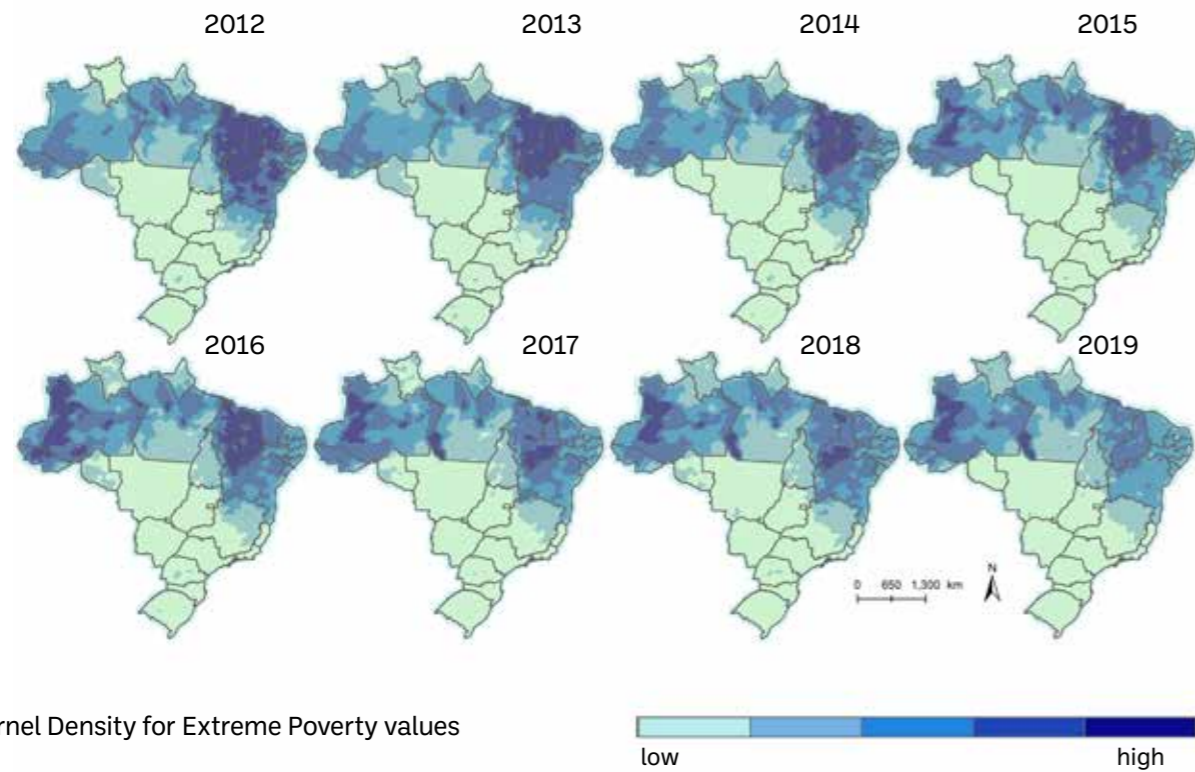 2012 2013 2014 2015
2016 2017 2018 2019
N
0 650 1,300 km
rnel Density for Extreme Poverty values
low high